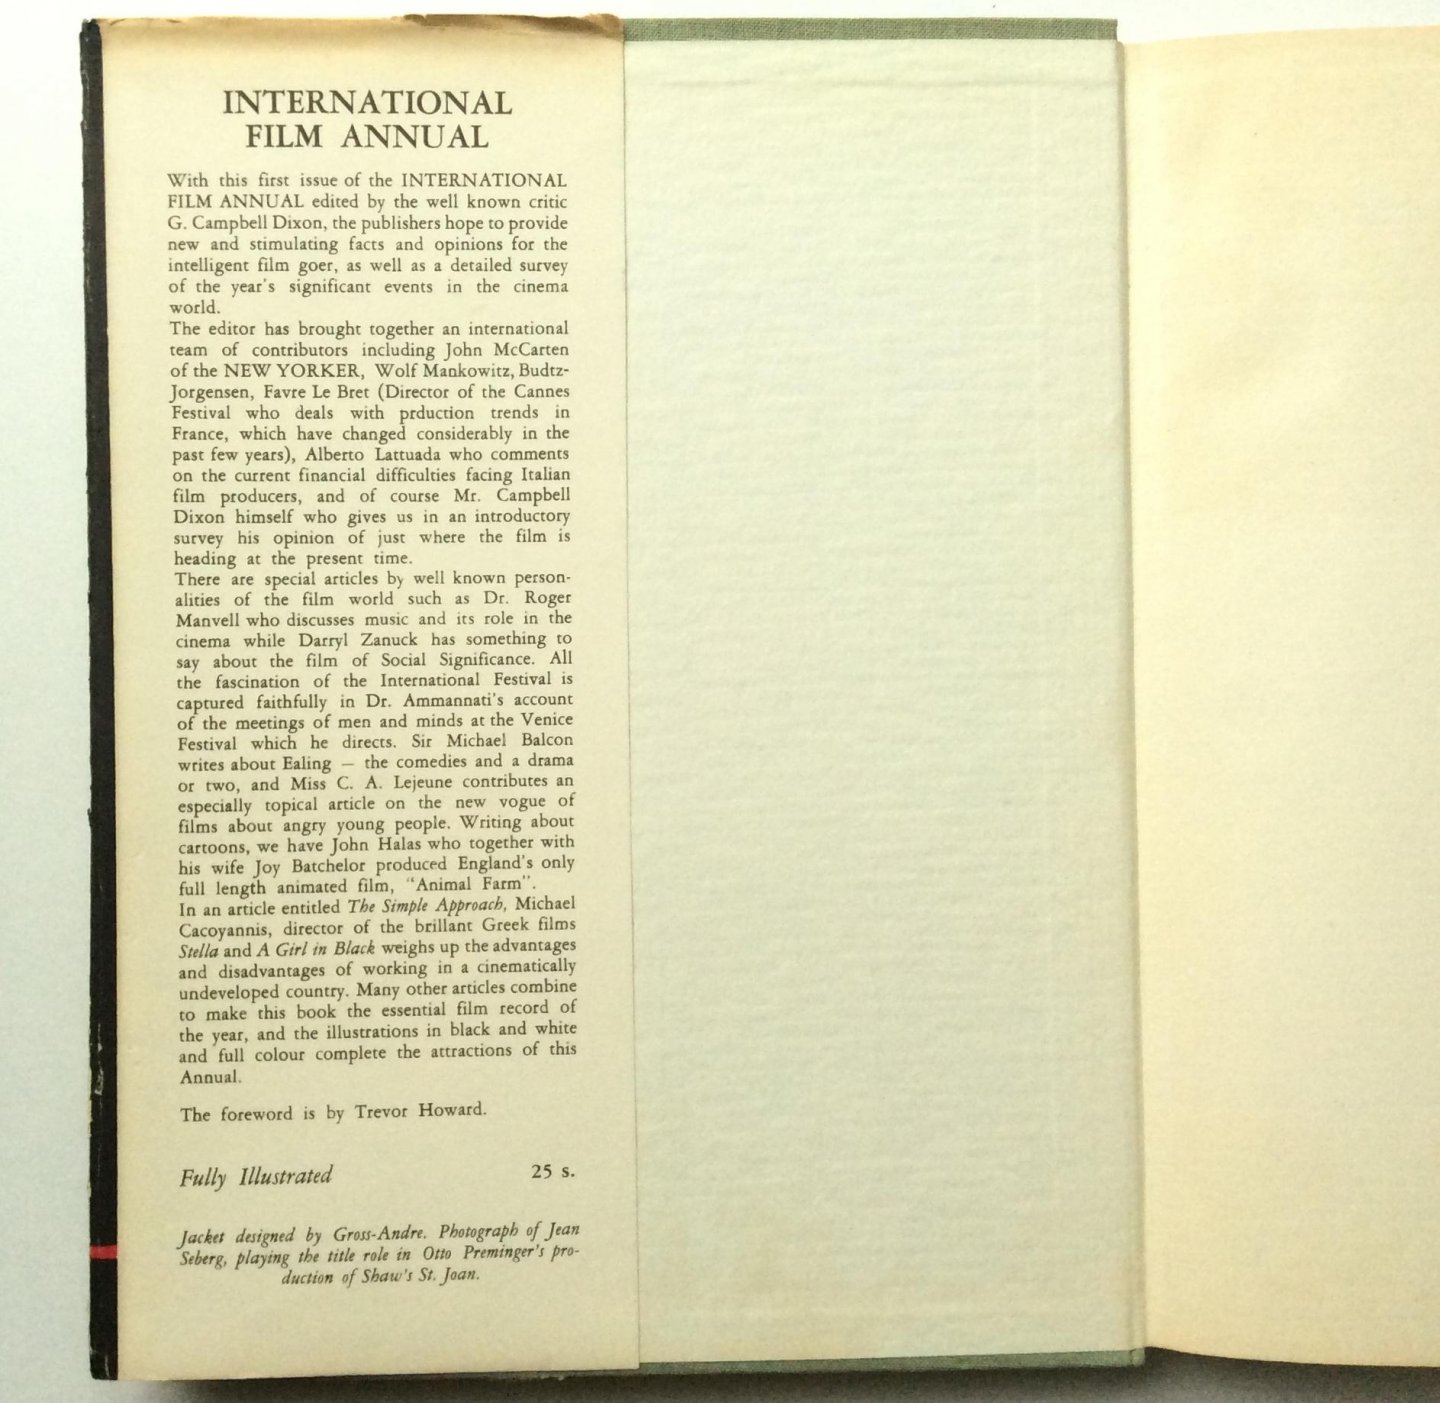 INTERNATIONAL
FILM ANNUAL
With this first issue of the INTERNATIONAL
FILM ANNUAL edited by the well known critic
G. Campbell Dixon, the publishers hope to provide
new and stimulating facts and opinions for the
intelligent film goer, as well as a detailed survey
of the year's significant events in the cinema
world.
The editor has brought together an international
team of contributors including John McCarten
of the NEW YORKER, Wolf Mankowitz, Budtz-
Jorgensen, Favre Le Bret (Director of the Cannes
Festival who deals with prduction trends in
France, which have changed considerably in the
past few years), Alberto Lattuada who comments
on the current financial difficulties facing Italian
film producers, and of course Mr. Campbell
Dixon himself who gives us in an introductory
survey his opinion of just where the film is
heading at the present time.
There are special articles by well known person-
alities of the film world such as Dr. Roger
Manvell who discusses music and its role in the
cinema while Darryl Zanuck has something to
say about the film of Social Significance. All
the fascination of the International Festival is
captured faithfully in Dr. Ammannati's account
of the meetings of men and minds at the Venice
Festival which he directs. Sir Michael Balcon
writes about Ealing — the comedies and a drama
or two, and Miss C. A. Lejeune contributes an
especially topical article on the new vogue of
films about angry young people. Writing about
cartoons, we have John Halas who together with
his wife Joy Batchelor produced England's only
full length animated film, "Animal Farm".
In an article entitled The Simple Approach, Michael
Cacoyannis, director of the brillant Greek films
Stella and A Girl in Black weighs up the advantages
and disadvantages of working in a cinematically
undeveloped country. Many other articles combine
to make this book the essential film record of
the year, and the illustrations in black and white
and full colour complete the attractions of this
Annual.
The foreword is by Trevor Howard.
Fully Illustrated 25 s.
Jacket designed by Gross-Andre. Photograph of Jean
Seberg, playing the title role in Otto Preminger's pro-
duction of Shaw's St. Joan.